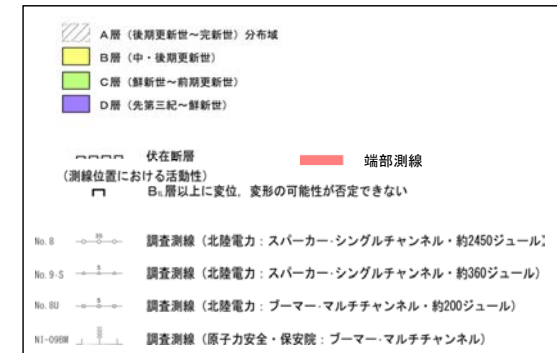 A層（後期更新世～完新世）分布域
B層（中・後期更新世）
C層（鮮新世～前期更新世）
D層（先第三紀～鮮新世）
伏在断層
端部測線
（測線位置における活動性）
B層以上に変位，変形の可能性が否定できない
No.8 35 調査測線（北陸電力：スパーカー・シングルチャンネル・約2450ジュール）
No.9-S 5 調査測線（北陸電力：スパーカー・シングルチャンネル・約360ジュール）
No.8U 5 調査測線（北陸電力：ブーマー・マルチチャンネル・約200ジュール）
NI-09BM 調査測線（原子力安全・保安院：ブーマー・マルチチャンネル）